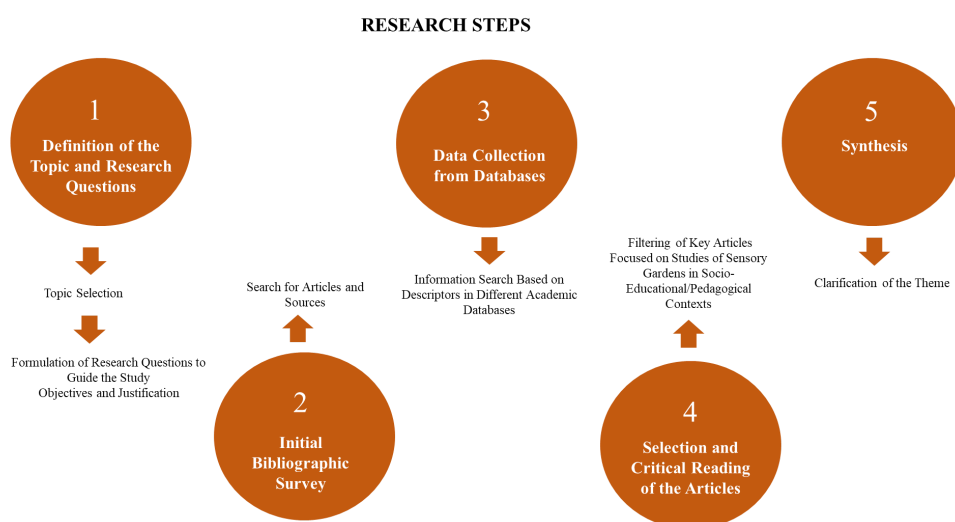 RESEARCH STEPS
1
Definition of the
Topic and Research
Questions
Topic Selection
Formulation of Research Questions to
Guide the Study
Objectives and Justification
Search for Articles and
Sources
2
Initial
Bibliographic
Survey
3
Data Collection
from Databases
Information Search Based on
Descriptors in Different Academic
Databases
Filtering of Key Articles
Focused on Studies of Sensory
Gardens in Socio-
Educational/Pedagogical
Contexts
4
Selection and
Critical Reading
of the Articles
5
Synthesis
Clarification of the Theme